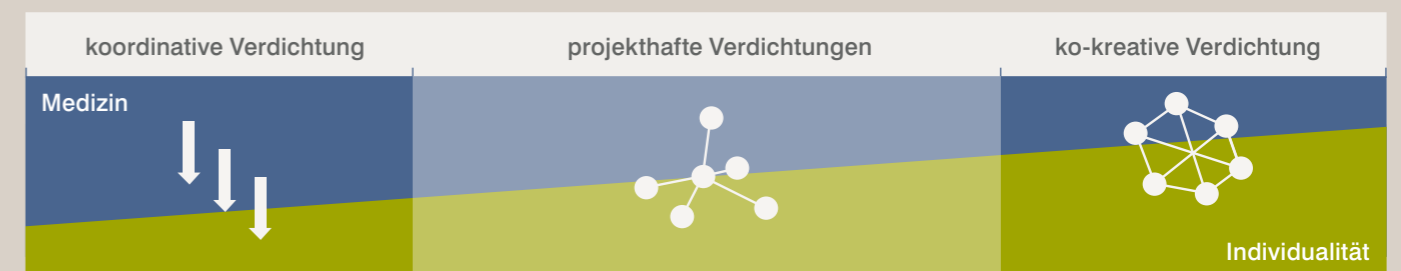 koordinative Verdichtung
projekthafte Verdichtungen
ko-kreative Verdichtung
Medizin
Individualität